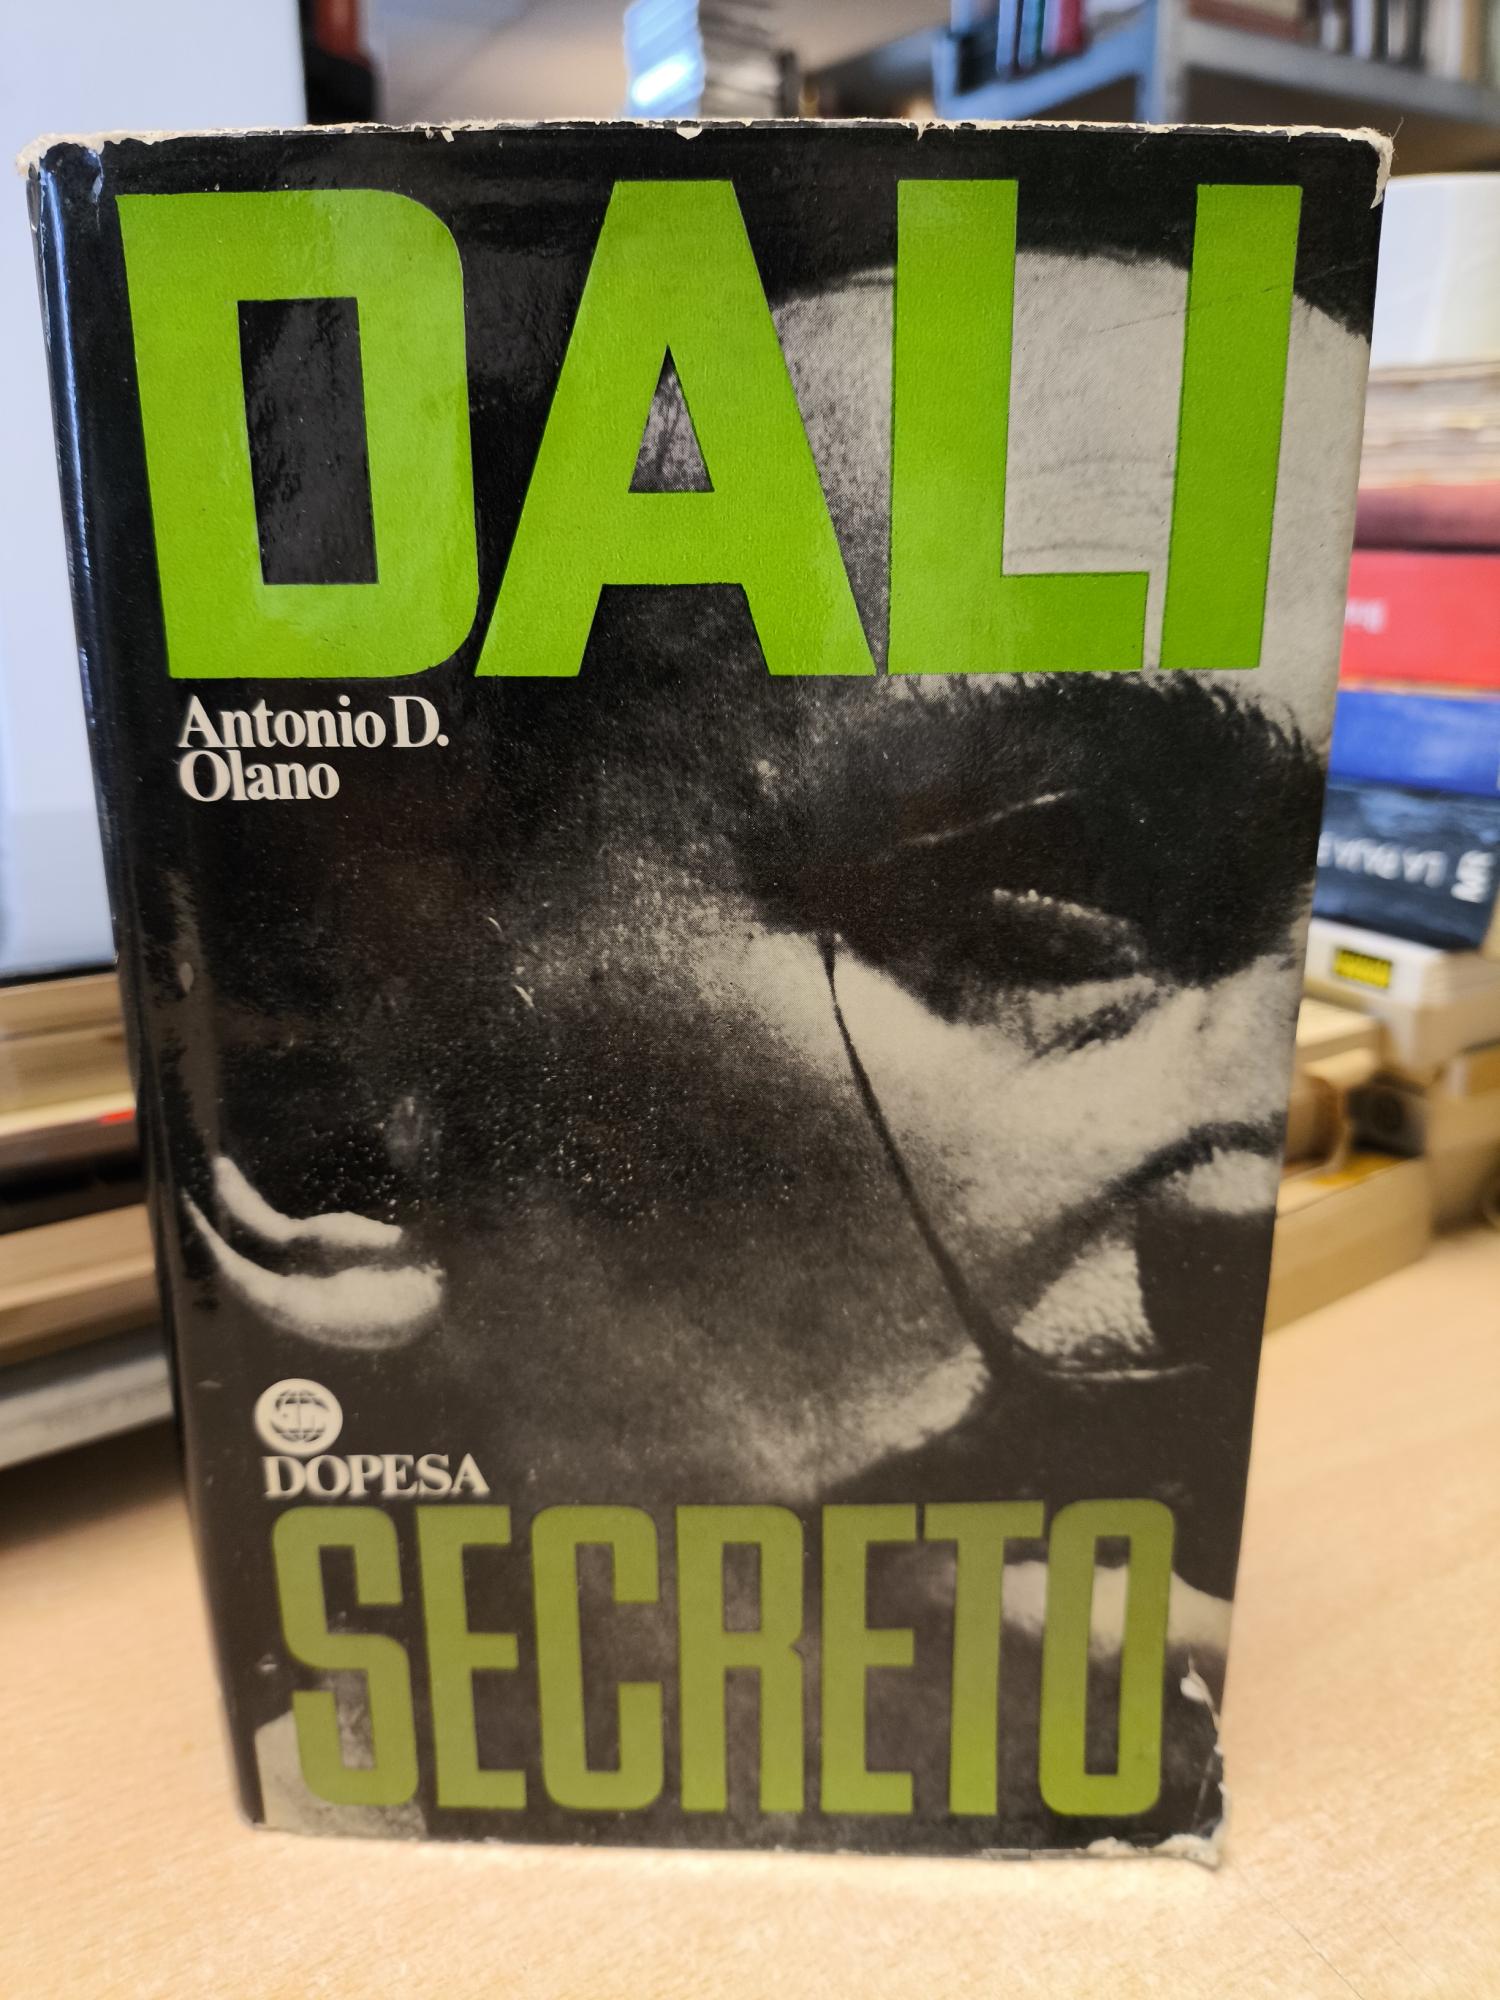 DALI
Antonio D.
Olano
DOPESA
SECRETO